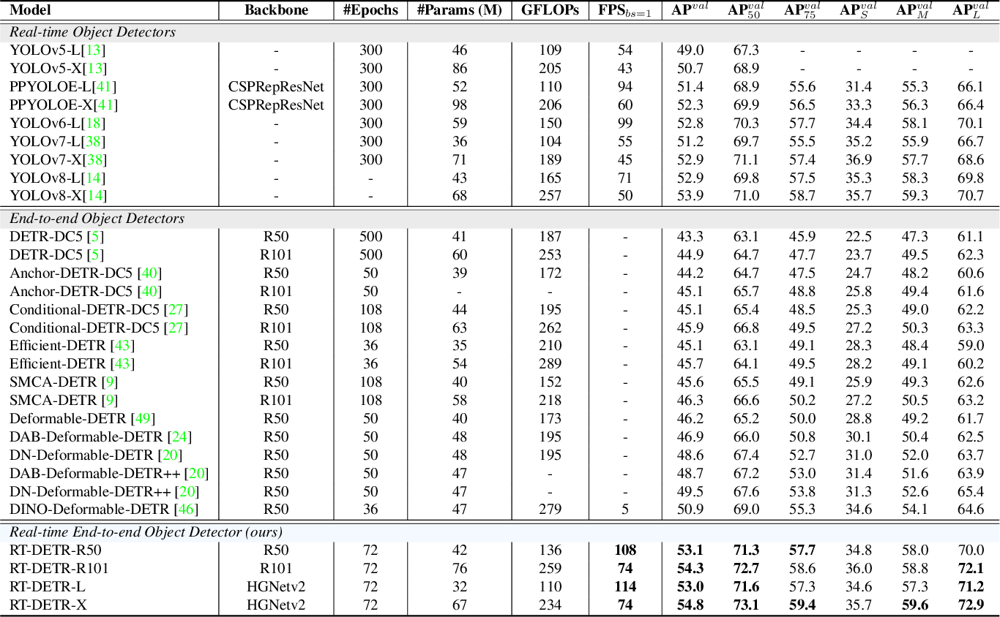 Model Backbone #Epochs #Params (M) GFLOPs FPS_bs=1 AP^val AP^val_50 AP^val_75 AP^val_S AP^val_M AP^val_L
Real-time Object Detectors
YOLOv5-L[13] - 300 46 109 54 49.0 67.3 - - - -
YOLOv5-X[13] - 300 86 205 43 50.7 68.9 - - - -
PPYOLOE-L[41] CSPRepResNet 300 52 110 94 51.4 68.9 55.6 31.4 55.3 66.1
PPYOLOE-X[41] CSPRepResNet 300 98 206 60 52.3 69.9 56.5 33.3 56.3 66.4
YOLOv6-L[18] - 300 59 150 99 52.8 70.3 57.7 34.4 58.1 70.1
YOLOv7-L[38] - 300 36 104 55 51.2 69.7 55.5 35.2 55.9 66.7
YOLOv7-X[38] - 300 71 189 45 52.9 71.1 57.4 36.9 57.7 68.6
YOLOv8-L[14] - - 43 165 71 52.9 69.8 57.5 35.3 58.3 69.8
YOLOv8-X[14] - - 68 257 50 53.9 71.0 58.7 35.7 59.3 70.7
End-to-end Object Detectors
DETR-DC5 [5] R50 500 41 187 - 43.3 63.1 45.9 22.5 47.3 61.1
DETR-DC5 [5] R101 500 60 253 - 44.9 64.7 47.7 23.7 49.5 62.3
Anchor-DETR-DC5 [40] R50 50 39 172 - 44.2 64.7 47.5 24.7 48.2 60.6
Anchor-DETR-DC5 [40] R101 50 - - - 45.1 65.7 48.8 25.8 49.4 61.6
Conditional-DETR-DC5 [27] R50 108 44 195 - 45.1 65.4 48.5 25.3 49.0 62.2
Conditional-DETR-DC5 [27] R101 108 63 262 - 45.9 66.8 49.5 27.2 50.3 63.3
Efficient-DETR [43] R50 36 35 210 - 45.1 63.1 49.1 28.3 48.4 59.0
Efficient-DETR [43] R101 36 54 289 - 45.7 64.1 49.5 28.2 49.1 60.2
SMCA-DETR [9] R50 108 40 152 - 45.6 65.5 49.1 25.9 49.3 62.6
SMCA-DETR [9] R101 108 58 218 - 46.3 66.6 50.2 27.2 50.5 63.2
Deformable-DETR [49] R50 50 40 173 - 46.2 65.2 50.0 28.8 49.2 61.7
DAB-Deformable-DETR [24] R50 50 48 195 - 46.9 66.0 50.8 30.1 50.4 62.5
DN-Deformable-DETR [20] R50 50 48 195 - 48.6 67.4 52.7 31.0 52.0 63.7
DAB-Deformable-DETR++ [20] R50 50 47 - - 48.7 67.2 53.0 31.4 51.6 63.9
DN-Deformable-DETR++ [20] R50 50 47 - - 49.5 67.6 53.8 31.3 52.6 65.4
DINO-Deformable-DETR [46] R50 36 47 279 5 50.9 69.0 55.3 34.6 54.1 64.6
Real-time End-to-end Object Detector (ours)
RT-DETR-R50 R50 72 42 136 108 53.1 71.3 57.7 34.8 58.0 70.0
RT-DETR-R101 R101 72 76 259 74 54.3 72.7 58.6 36.0 58.8 72.1
RT-DETR-L HGNetv2 72 32 110 114 53.0 71.6 57.3 34.6 57.3 71.2
RT-DETR-X HGNetv2 72 67 234 74 54.8 73.1 59.4 35.7 59.6 72.9